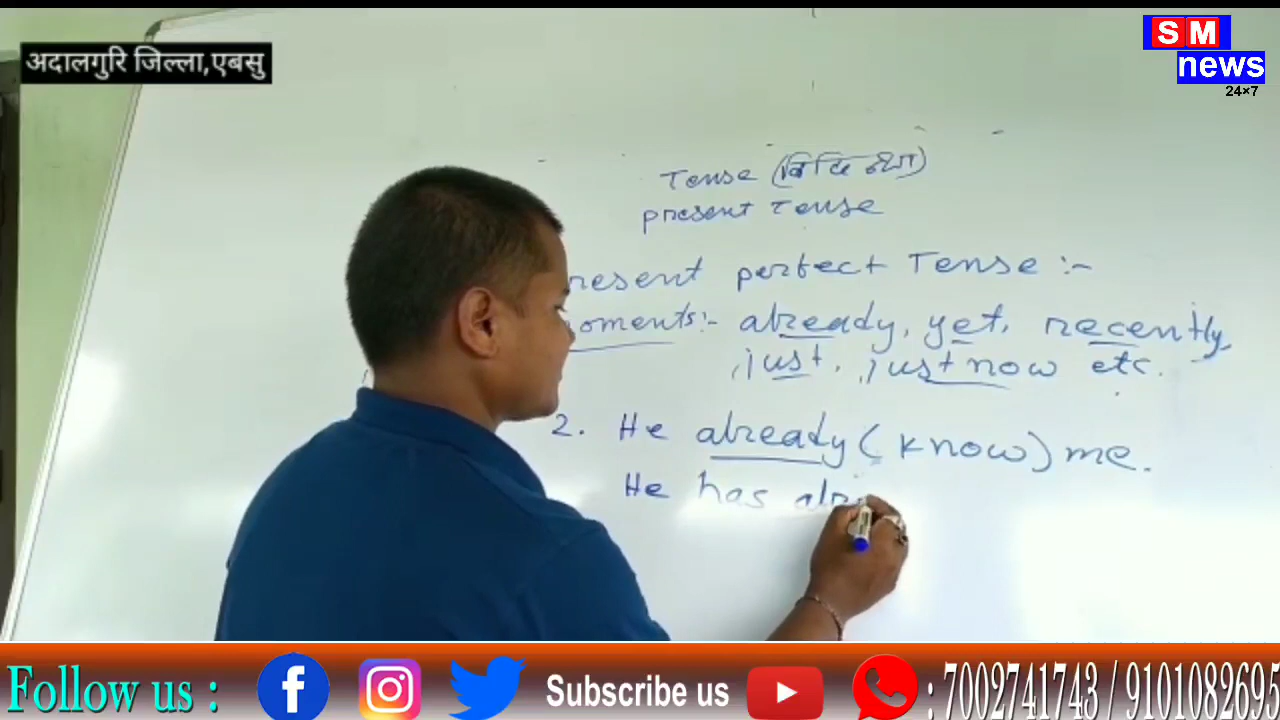 अदालगुरि जिल्ला,एबसु
SM
news
24×7
Tense
present Tense
resent perfect Tense :-
oments:- already, yet, recently,
just, just now etc.
2. He already (know) me.
He has alr
Follow us :
Subscribe us
: 7002741743 / 9101082695